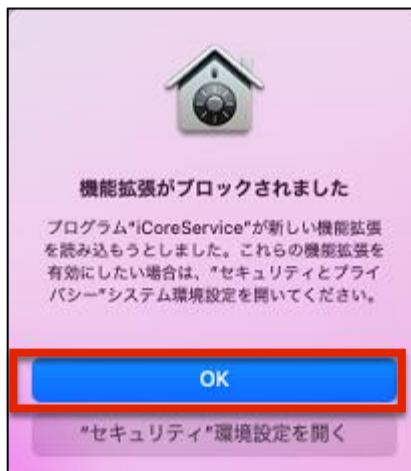 機能拡張がブロックされました
プログラム"iCoreService"が新しい機能拡張
を読み込もうとしました。これらの機能拡張を
有効にしたい場合は、"セキュリティとプライ
バシー"システム環境設定を開いてください。
OK
"セキュリティ"環境設定を開く